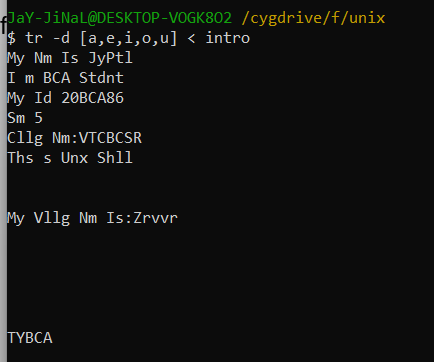 JaY-JiNaL@DESKTOP-VOGK8O2 /cygdrive/f/unix
$ tr -d [a,e,i,o,u] < intro
My Nm Is JyPtl
I m BCA Stdnt
My Id 20BCA86
Sm 5
Cllg Nm:VTCBCSR
Ths s Unx Shll
My Vllg Nm Is:Zrvvr
TYBCA